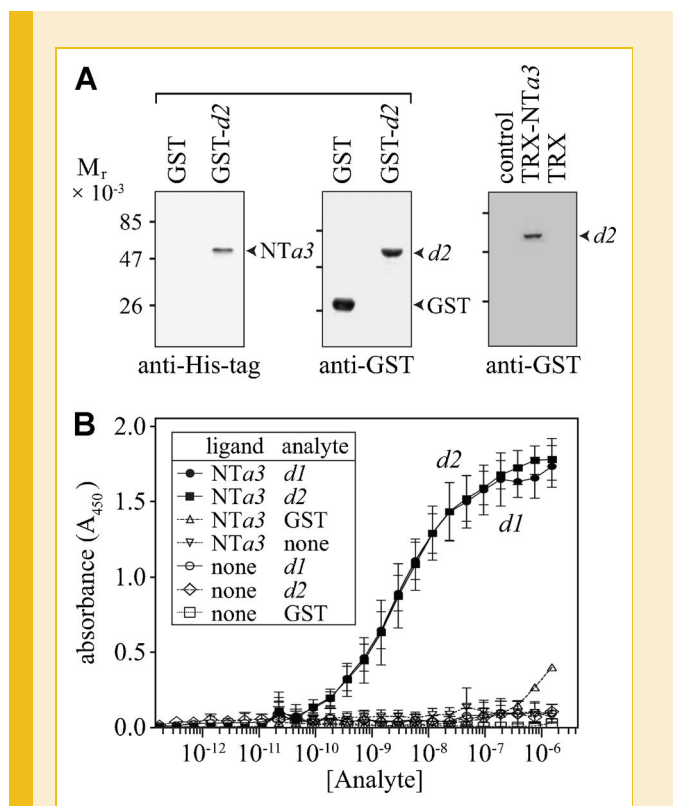 A
GST
GST-d2
GST
GST-d2
control
TRX-NTa3
TRX
Mr
× 10-3
85
47
26
NTa3
d2
GST
d2
anti-His-tag
anti-GST
anti-GST
B
absorbance (A450)
2.0
1.5
1.0
0.5
0.0
ligand analyte
NTa3 d1
NTa3 d2
NTa3 GST
NTa3 none
none d1
none d2
none GST
d2
d1
10-12 10-11 10-10 10-9 10-8 10-7 10-6
[Analyte]